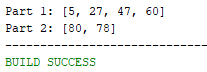 Part 1: [5, 27, 47, 60]
Part 2: [80, 78]
------------------------------
BUILD SUCCESS